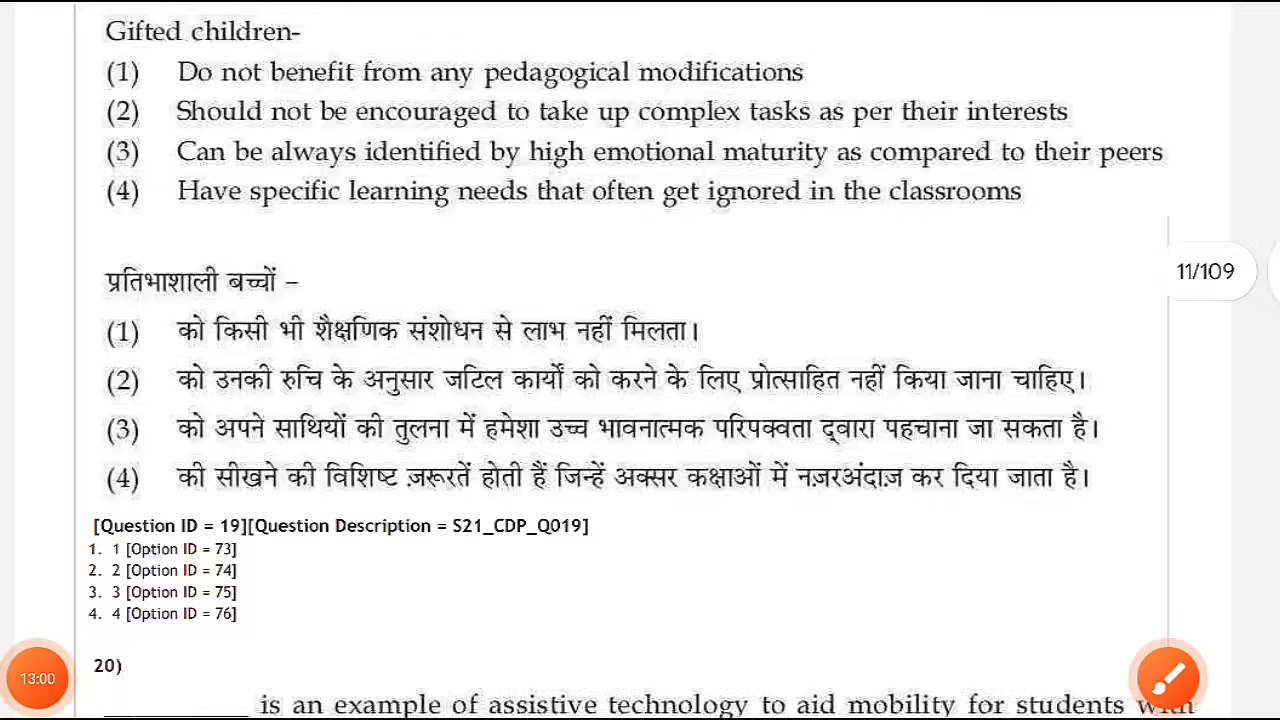 Gifted children-
(1) Do not benefit from any pedagogical modifications
(2) Should not be encouraged to take up complex tasks as per their interests
(3) Can be always identified by high emotional maturity as compared to their peers
(4) Have specific learning needs that often get ignored in the classrooms
11/109
प्रतिभाशाली बच्चों –
(1) को किसी भी शैक्षणिक संशोधन से लाभ नहीं मिलता।
(2) को उनकी रुचि के अनुसार जटिल कार्यों को करने के लिए प्रोत्साहित नहीं किया जाना चाहिए।
(3) को अपने साथियों की तुलना में हमेशा उच्च भावनात्मक परिपक्वता द्वारा पहचाना जा सकता है।
(4) की सीखने की विशिष्ट ज़रूरतें होती हैं जिन्हें अक्सर कक्षाओं में नज़रअंदाज़ कर दिया जाता है।
[Question ID = 19][Question Description = S21_CDP_Q019]
1. 1 [Option ID = 73]
2. 2 [Option ID = 74]
3. 3 [Option ID = 75]
4. 4 [Option ID = 76]
13:00
20)
__________ is an example of assistive technology to aid mobility for students with